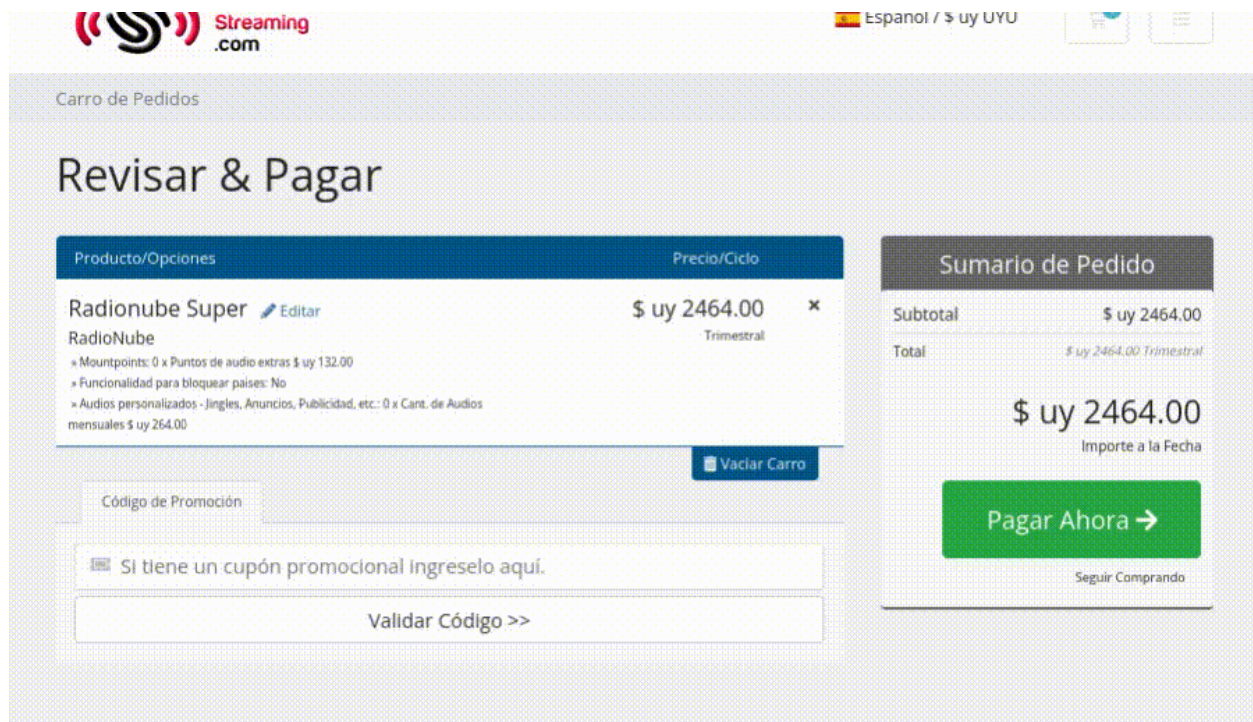 Streaming
.com
Español / $ uy UYU
Carro de Pedidos
Revisar & Pagar
Producto/Opciones
Precio/Ciclo
Radionube Super Editar
$ uy 2464.00
Trimestral
RadioNube
» Mountpoints: 0 x Puntos de audio extras $ uy 132.00
» Funcionalidad para bloquear paises: No
» Audios personalizados - Jingles, Anuncios, Publicidad, etc.: 0 x Cant. de Audios
mensuales $ uy 264.00
Vaciar Carro
Código de Promoción
Si tiene un cupón promocional ingreselo aquí.
Validar Código >>
Sumario de Pedido
Subtotal $ uy 2464.00
Total $ uy 2464.00 Trimestral
$ uy 2464.00
Importe a la Fecha
Pagar Ahora
Seguir Comprando